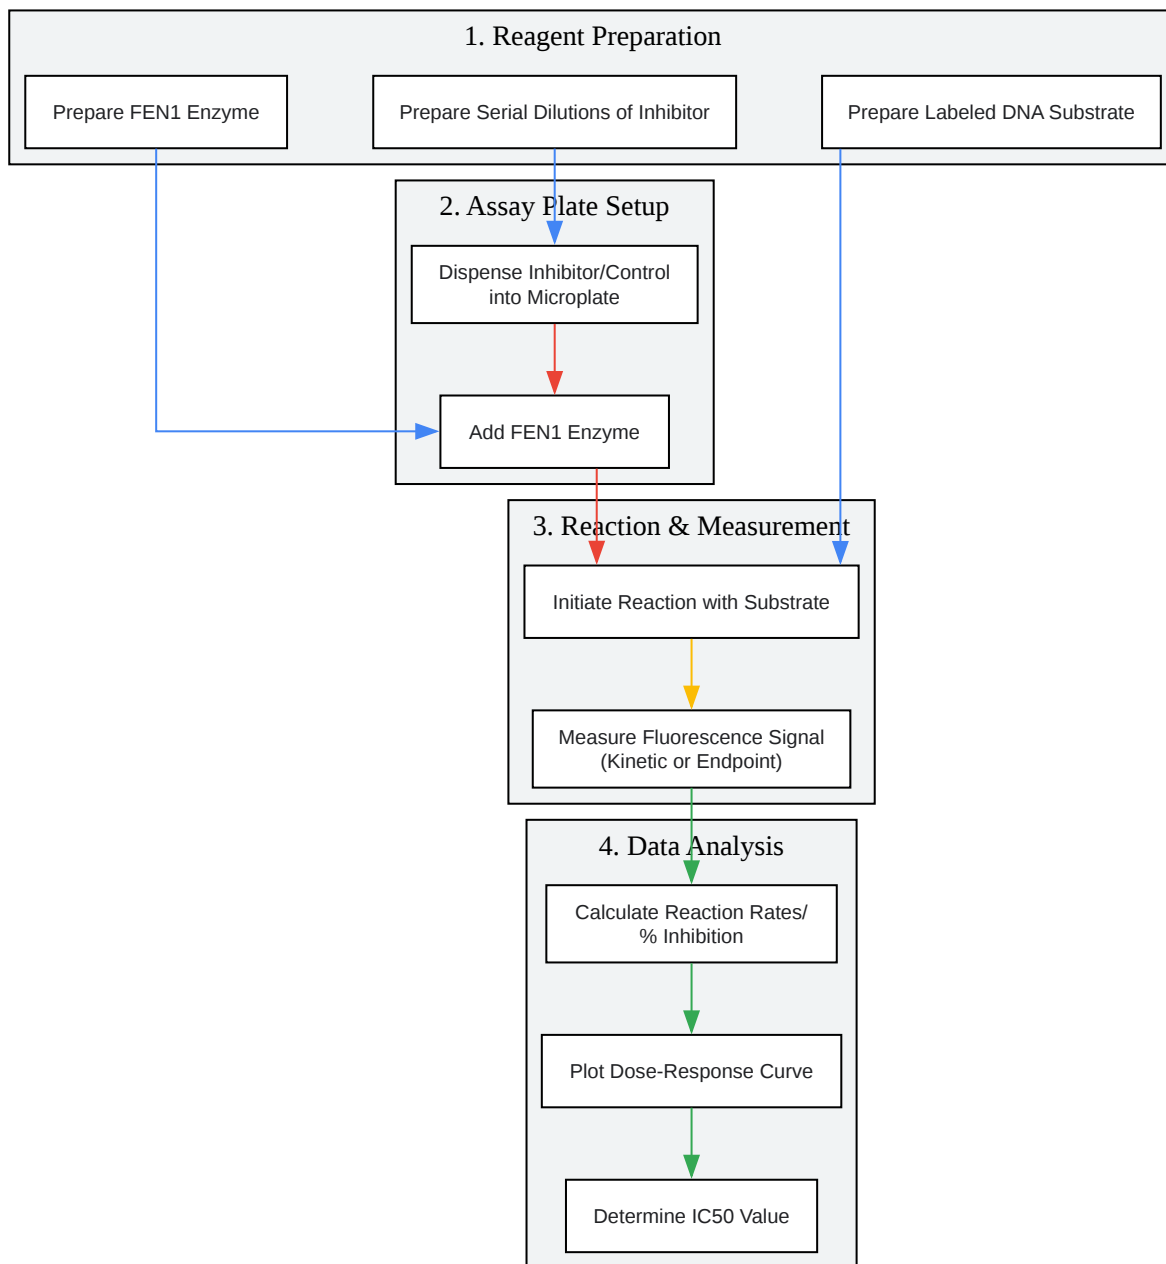 1. Reagent Preparation
Prepare FEN1 Enzyme
Prepare Serial Dilutions of Inhibitor
Prepare Labeled DNA Substrate
2. Assay Plate Setup
Dispense Inhibitor/Control
into Microplate
Add FEN1 Enzyme
3. Reaction & Measurement
Initiate Reaction with Substrate
Measure Fluorescence Signal
(Kinetic or Endpoint)
4. Data Analysis
Calculate Reaction Rates/
% Inhibition
Plot Dose-Response Curve
Determine IC50 Value